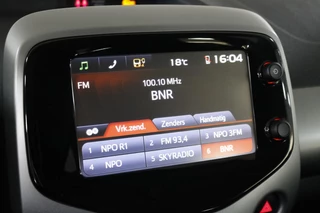 18°C 16:04
FM 100.10 MHz
BNR
Vrk.zend. Zenders Handmatig
1 NPO R1 2 FM 93,4 3 NPO 3FM
4 NPO 5 SKYRADIO 6 BNR